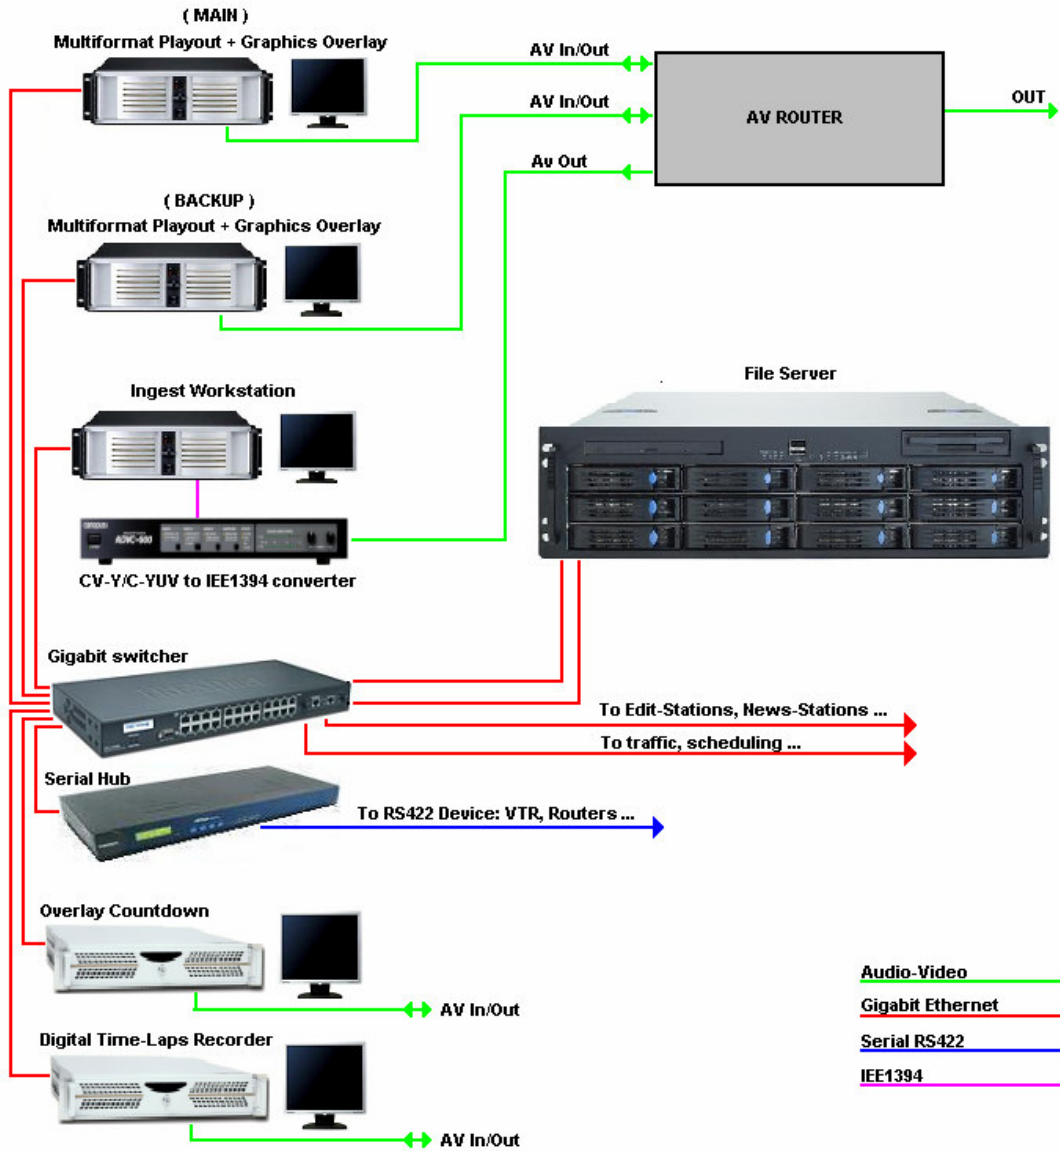 ( MAIN )
Multiformat Playout + Graphics Overlay
AV In/Out
AV In/Out
Av Out
AV ROUTER
OUT
( BACKUP )
Multiformat Playout + Graphics Overlay
Ingest Workstation
File Server
ADVC-500
CV-Y/C-YUV to IEE1394 converter
Gigabit switcher
To Edit-Stations, News-Stations ...
To traffic, scheduling ...
Serial Hub
To RS422 Device: VTR, Routers ...
Overlay Countdown
AV In/Out
Digital Time-Laps Recorder
AV In/Out
Audio-Video
Gigabit Ethernet
Serial RS422
IEE1394